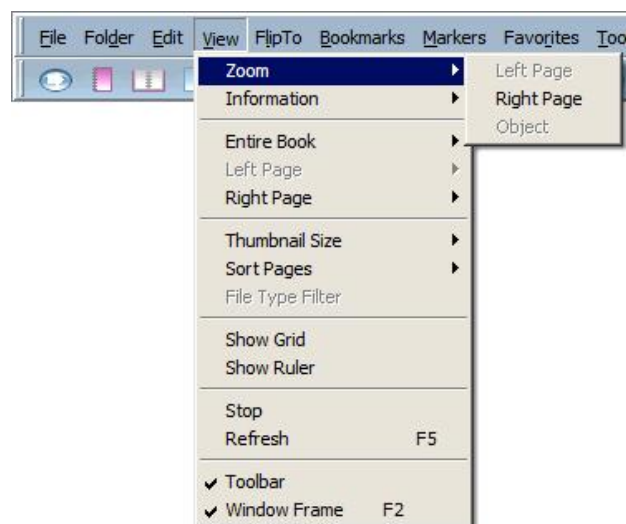 File Folder Edit View FlipTo Bookmarks Markers Favorites Too
Zoom
Left Page
Right Page
Object
Information
Entire Book
Left Page
Right Page
Thumbnail Size
Sort Pages
File Type Filter
Show Grid
Show Ruler
Stop
Refresh F5
Toolbar
Window Frame F2